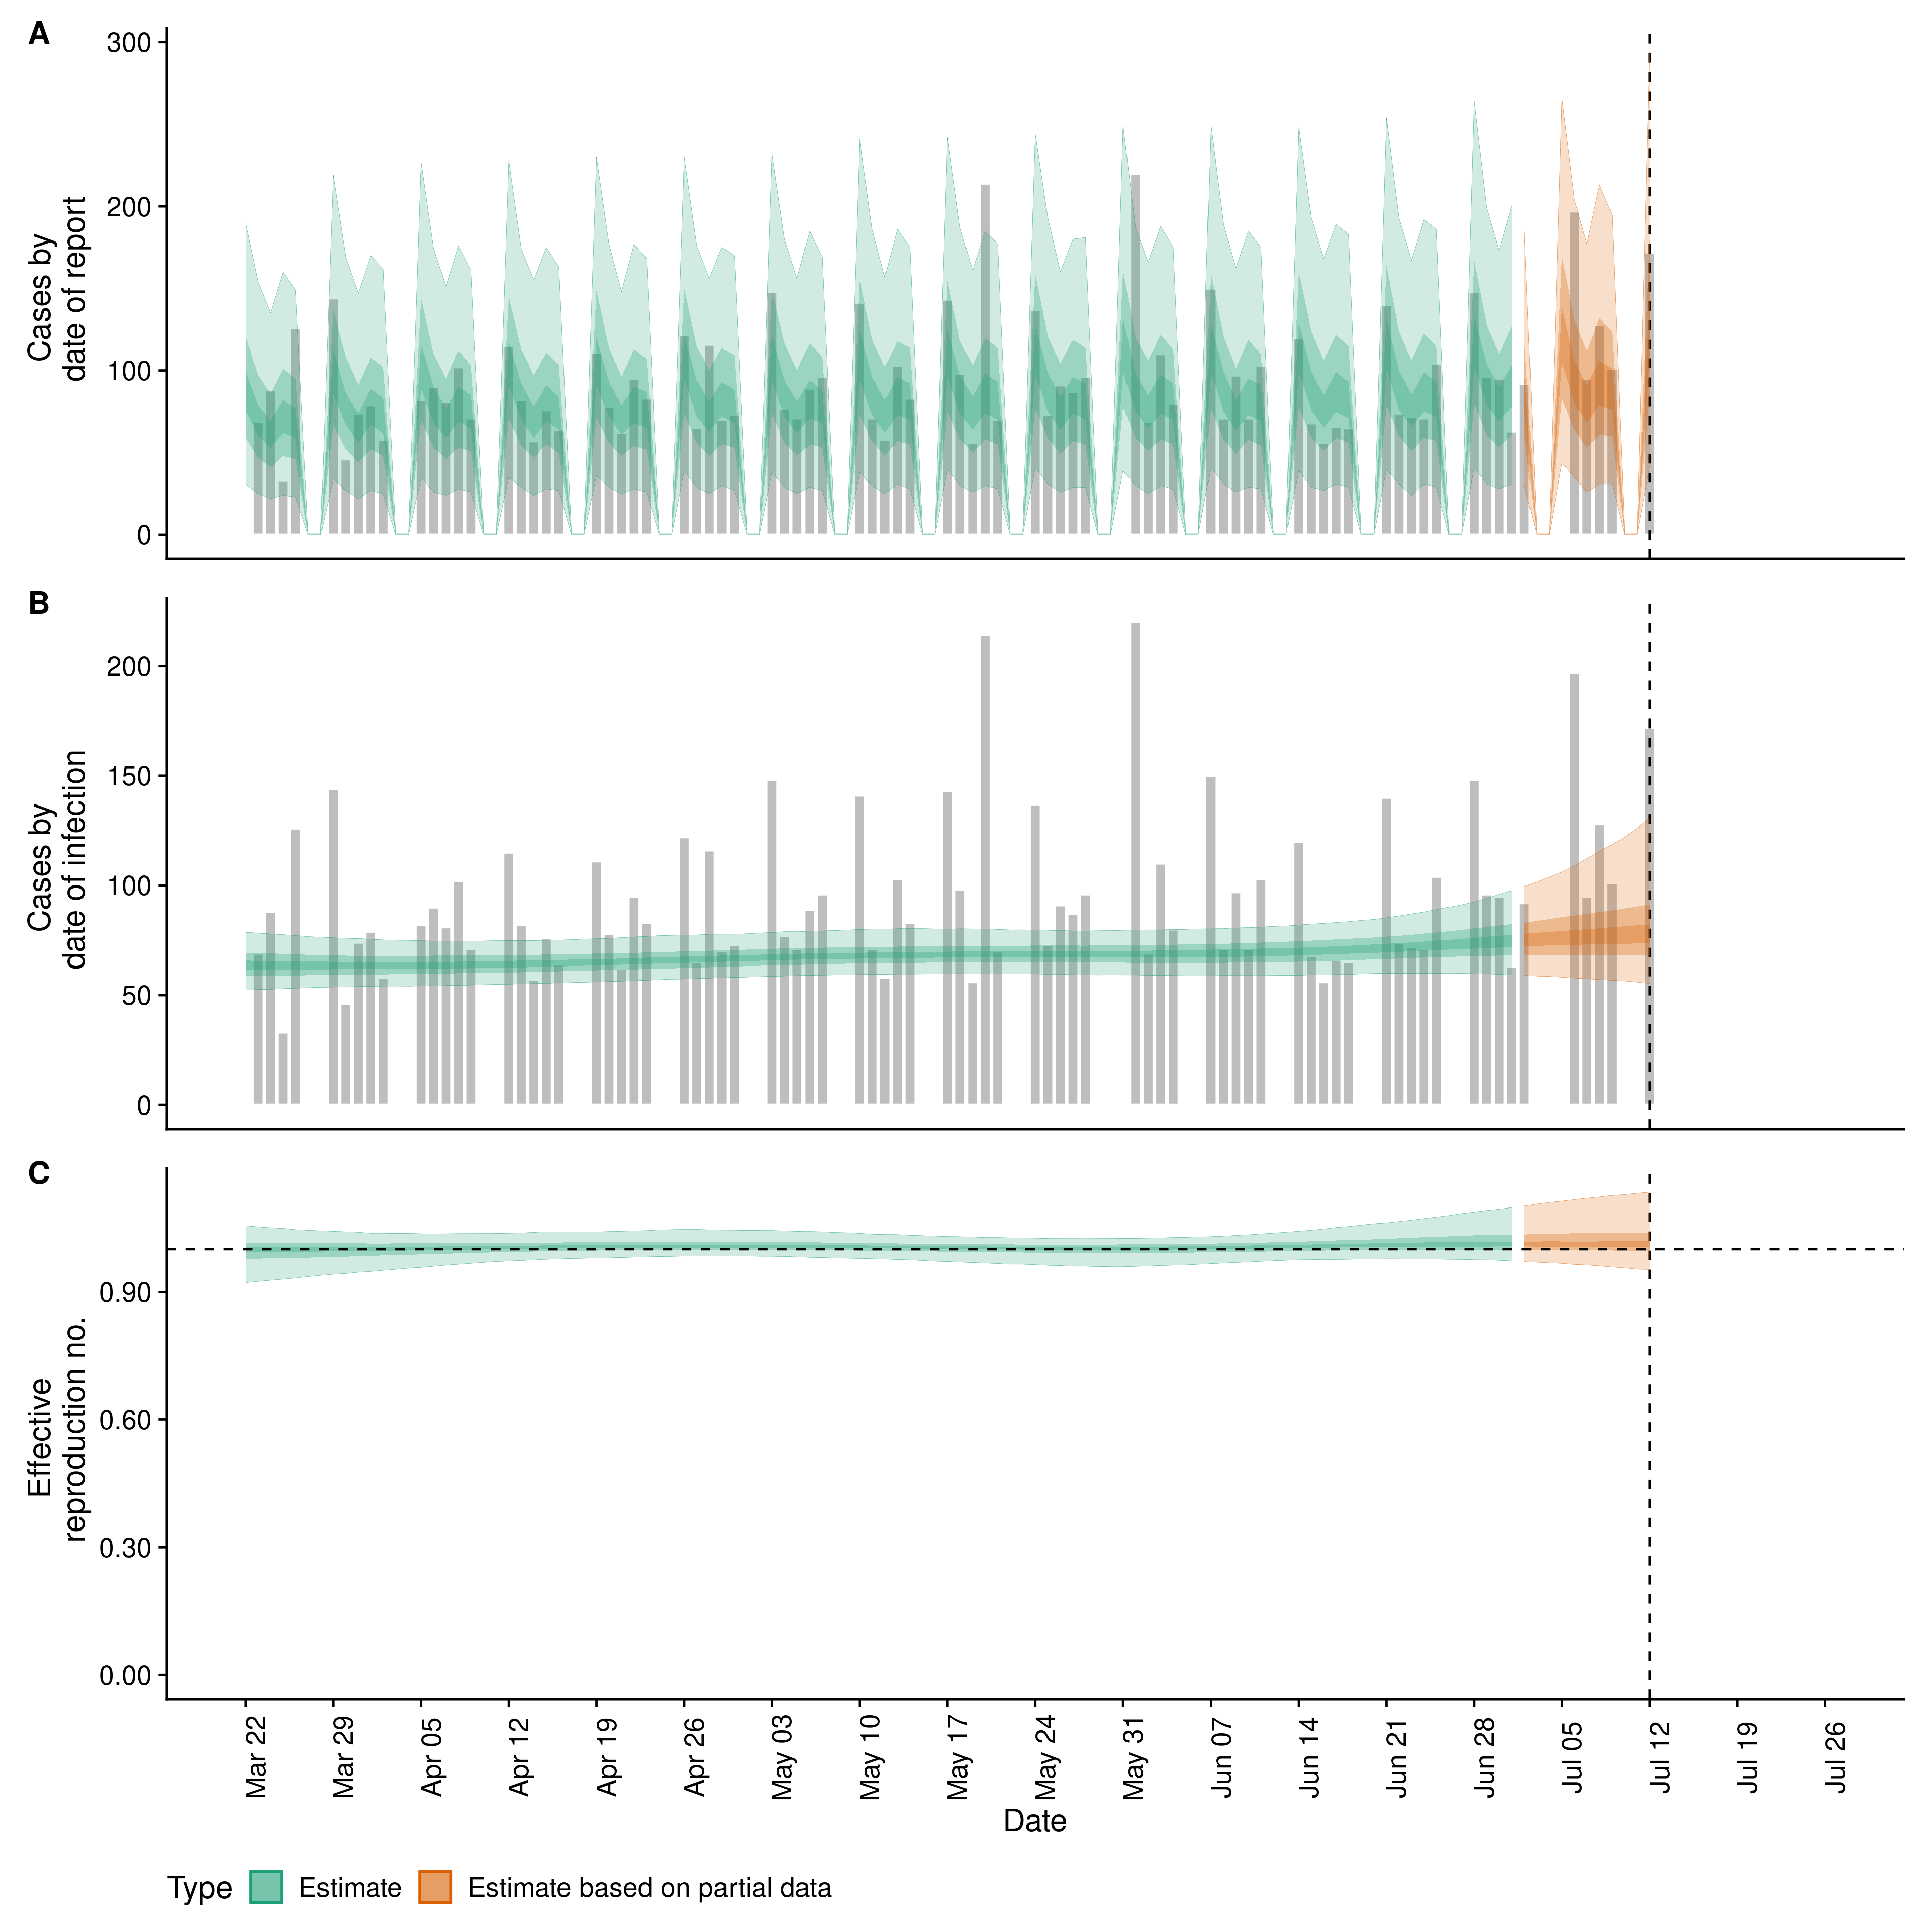 A
Cases by
date of report
300
200
100
0
B
Cases by
date of infection
200
150
100
50
0
C
Effective
reproduction no.
0.90
0.60
0.30
0.00
Mar 22
Mar 29
Apr 05
Apr 12
Apr 19
Apr 26
May 03
May 10
May 17
May 24
May 31
Jun 07
Jun 14
Jun 21
Jun 28
Jul 05
Jul 12
Jul 19
Jul 26
Date
Type
Estimate
Estimate based on partial data